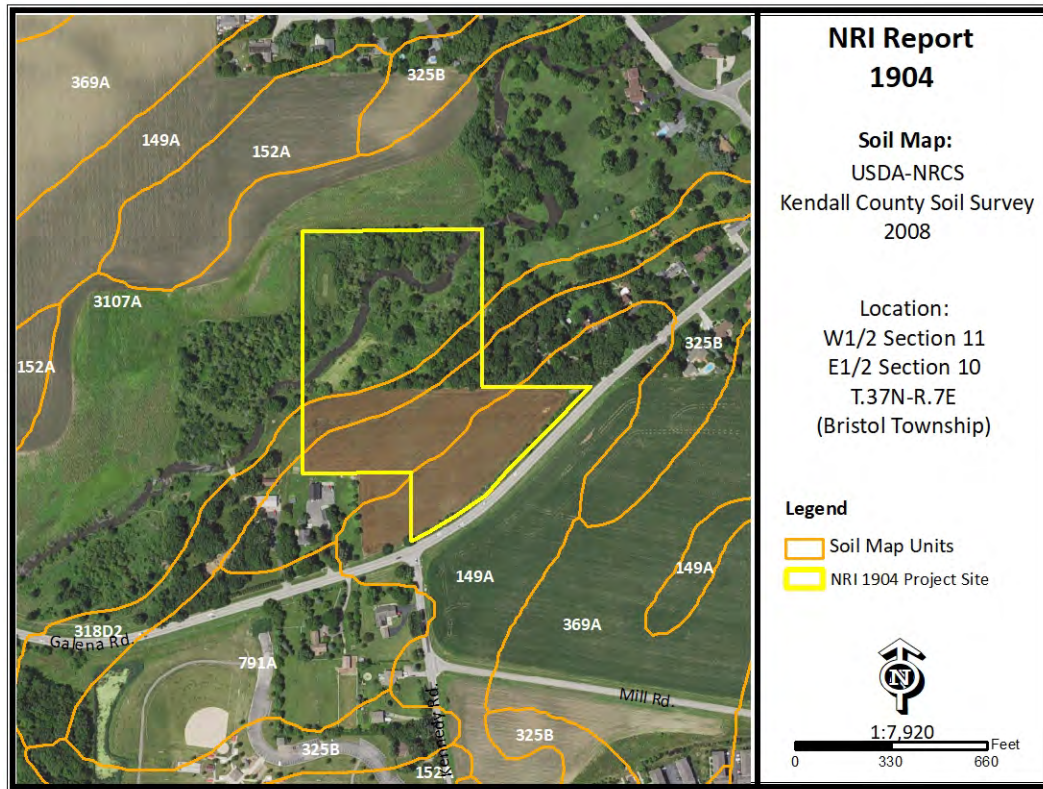 369A
325B
149A
152A
3107A
152A
325B
149A
149A
369A
318D2
Galena Rd.
791A
Mill Rd.
Kennedy Rd.
325B
325B
NRI Report
1904
Soil Map:
USDA-NRCS
Kendall County Soil Survey
2008
Location:
W1/2 Section 11
E1/2 Section 10
T.37N-R.7E
(Bristol Township)
Legend
Soil Map Units
NRI 1904 Project Site
N
1:7,920
Feet
0 330 660